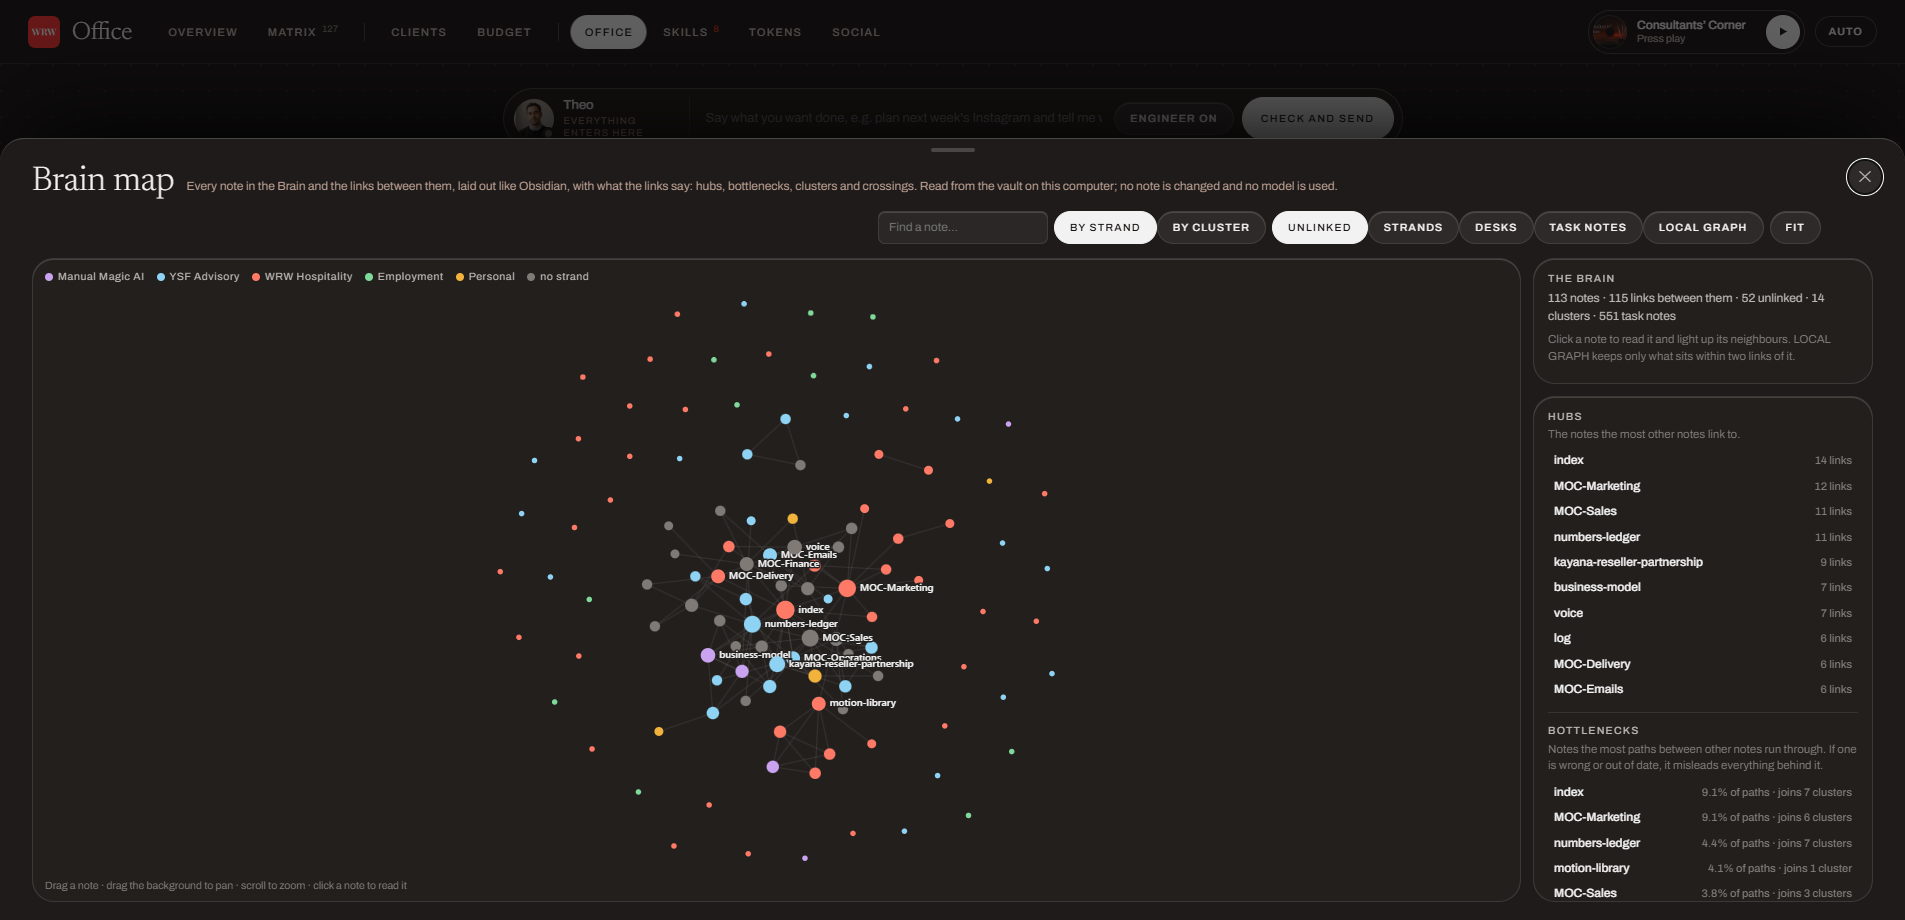 WRW Office OVERVIEW MATRIX 127 CLIENTS BUDGET OFFICE SKILLS 8 TOKENS SOCIAL Consultants' Corner AUTO
Press play
Theo
EVERYTHING
ENTERS HERE
Say what you want done, e.g. plan next week's Instagram and tell me
ENGINEER ON
CHECK AND SEND
Brain map Every note in the Brain and the links between them, laid out like Obsidian, with what the links say: hubs, bottlenecks, clusters and crossings. Read from the vault on this computer; no note is changed and no model is used.
Find a note... BY STRAND BY CLUSTER UNLINKED STRANDS DESKS TASK NOTES LOCAL GRAPH FIT
Manual Magic AI YSF Advisory WRW Hospitality Employment Personal no strand
voice
MOC-Emails
MOC-Finance
MOC-Delivery
MOC-Marketing
index
numbers-ledger
MOC-Sales
business-model
MOC-Operations
kayana-reseller-partnership
motion-library
Drag a note · drag the background to pan · scroll to zoom · click a note to read it
THE BRAIN
113 notes · 115 links between them · 52 unlinked · 14
clusters · 551 task notes
Click a note to read it and light up its neighbours. LOCAL
GRAPH keeps only what sits within two links of it.
HUBS
The notes the most other notes link to.
index 14 links
MOC-Marketing 12 links
MOC-Sales 11 links
numbers-ledger 11 links
kayana-reseller-partnership 9 links
business-model 7 links
voice 7 links
log 6 links
MOC-Delivery 6 links
MOC-Emails 6 links
BOTTLENECKS
Notes the most paths between other notes run through. If one
is wrong or out of date, it misleads everything behind it.
index 9.1% of paths · joins 7 clusters
MOC-Marketing 9.1% of paths · joins 6 clusters
numbers-ledger 4.4% of paths · joins 7 clusters
motion-library 4.1% of paths · joins 1 cluster
MOC-Sales 3.8% of paths · joins 3 clusters